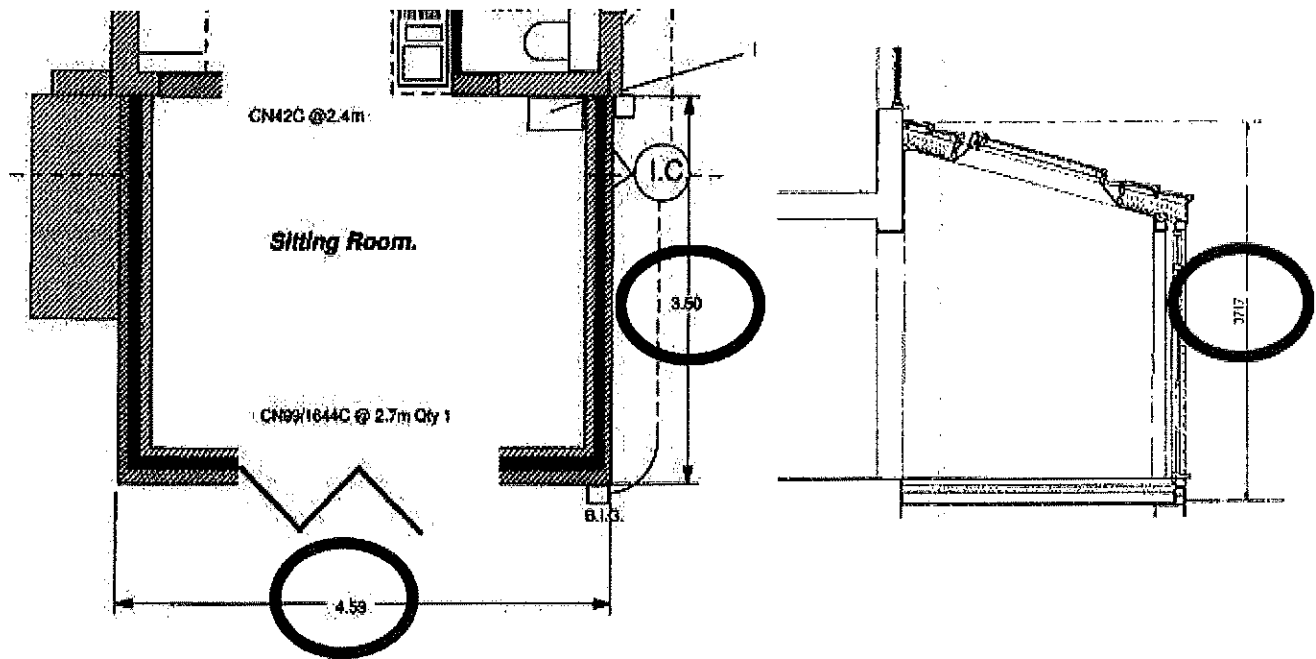 CN42C @2.4m
I.C
Sitting Room.
3.50
3717
CN99/1644C @ 2.7m Qty 1
B.I.G.
4.59